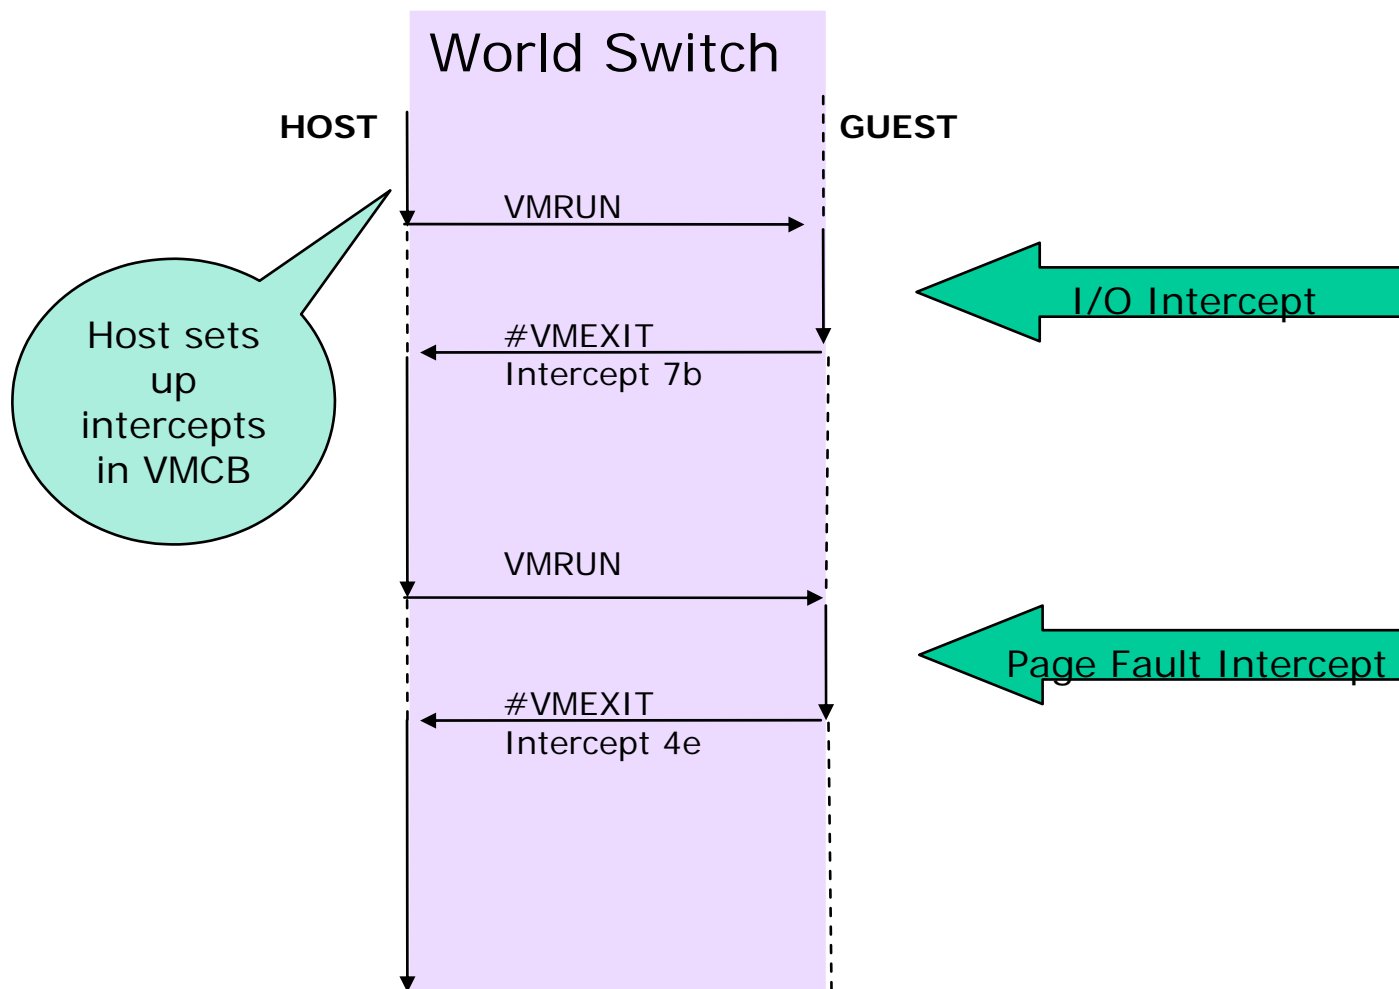 World Switch
HOST
GUEST
VMRUN
I/O Intercept
#VMEXIT
Intercept 7b
Host sets
up
intercepts
in VMCB
VMRUN
Page Fault Intercept
#VMEXIT
Intercept 4e